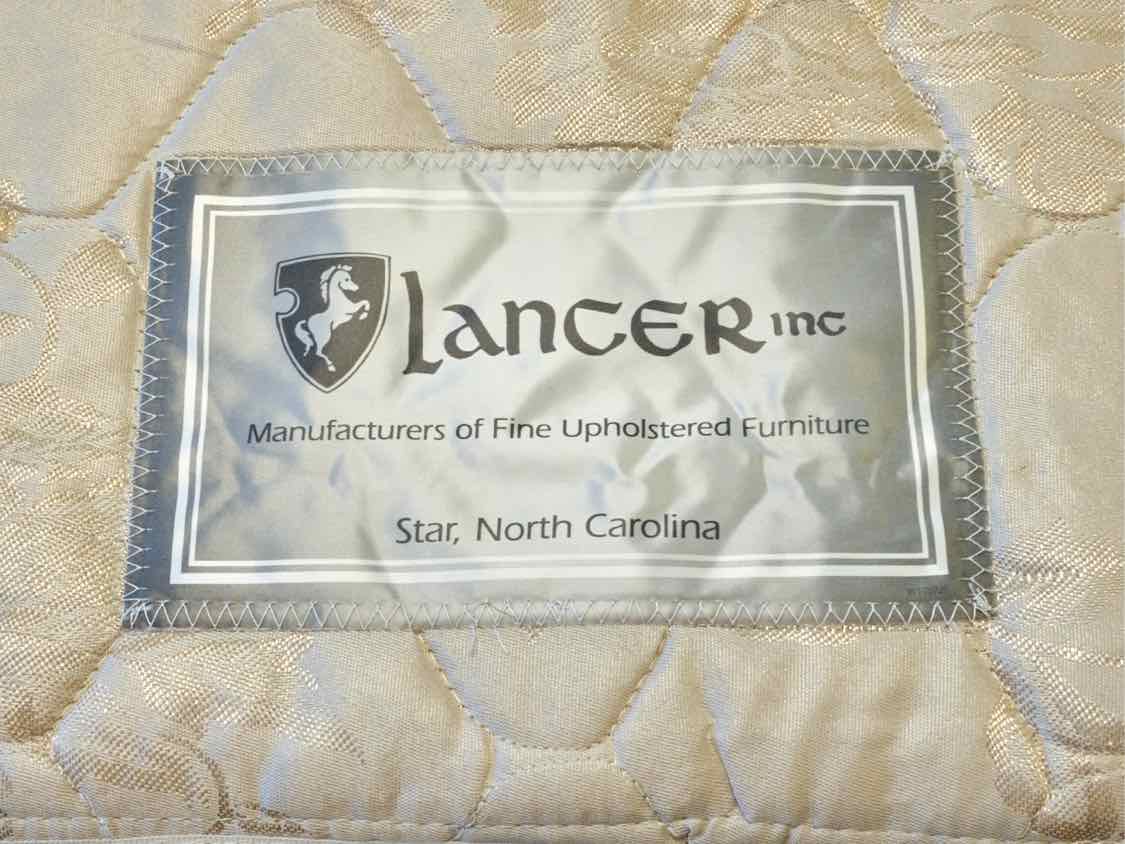 Lancer inc
Manufacturers of Fine Upholstered Furniture
Star, North Carolina